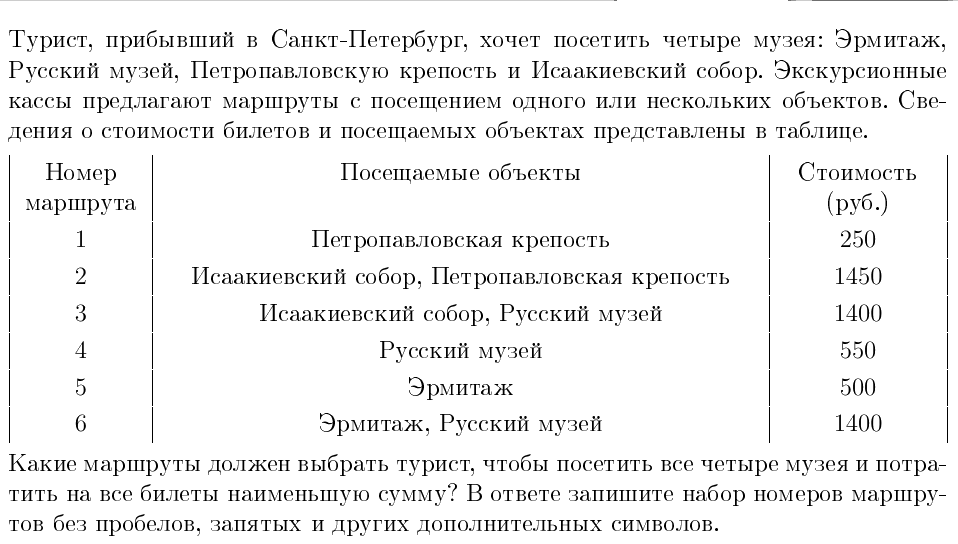 Турист, прибывший в Санкт-Петербург, хочет посетить четыре музея: Эрмитаж,
Русский музей, Петропавловскую крепость и Исаакиевский собор. Экскурсионные
кассы предлагают маршруты с посещением одного или нескольких объектов. Све-
дения о стоимости билетов и посещаемых объектах представлены в таблице.
Номер маршрута Посещаемые объекты Стоимость (руб.)
1 Петропавловская крепость 250
2 Исаакиевский собор, Петропавловская крепость 1450
3 Исаакиевский собор, Русский музей 1400
4 Русский музей 550
5 Эрмитаж 500
6 Эрмитаж, Русский музей 1400
Какие маршруты должен выбрать турист, чтобы посетить все четыре музея и потра-
тить на все билеты наименьшую сумму? В ответе запишите набор номеров маршру-
тов без пробелов, запятых и других дополнительных символов.